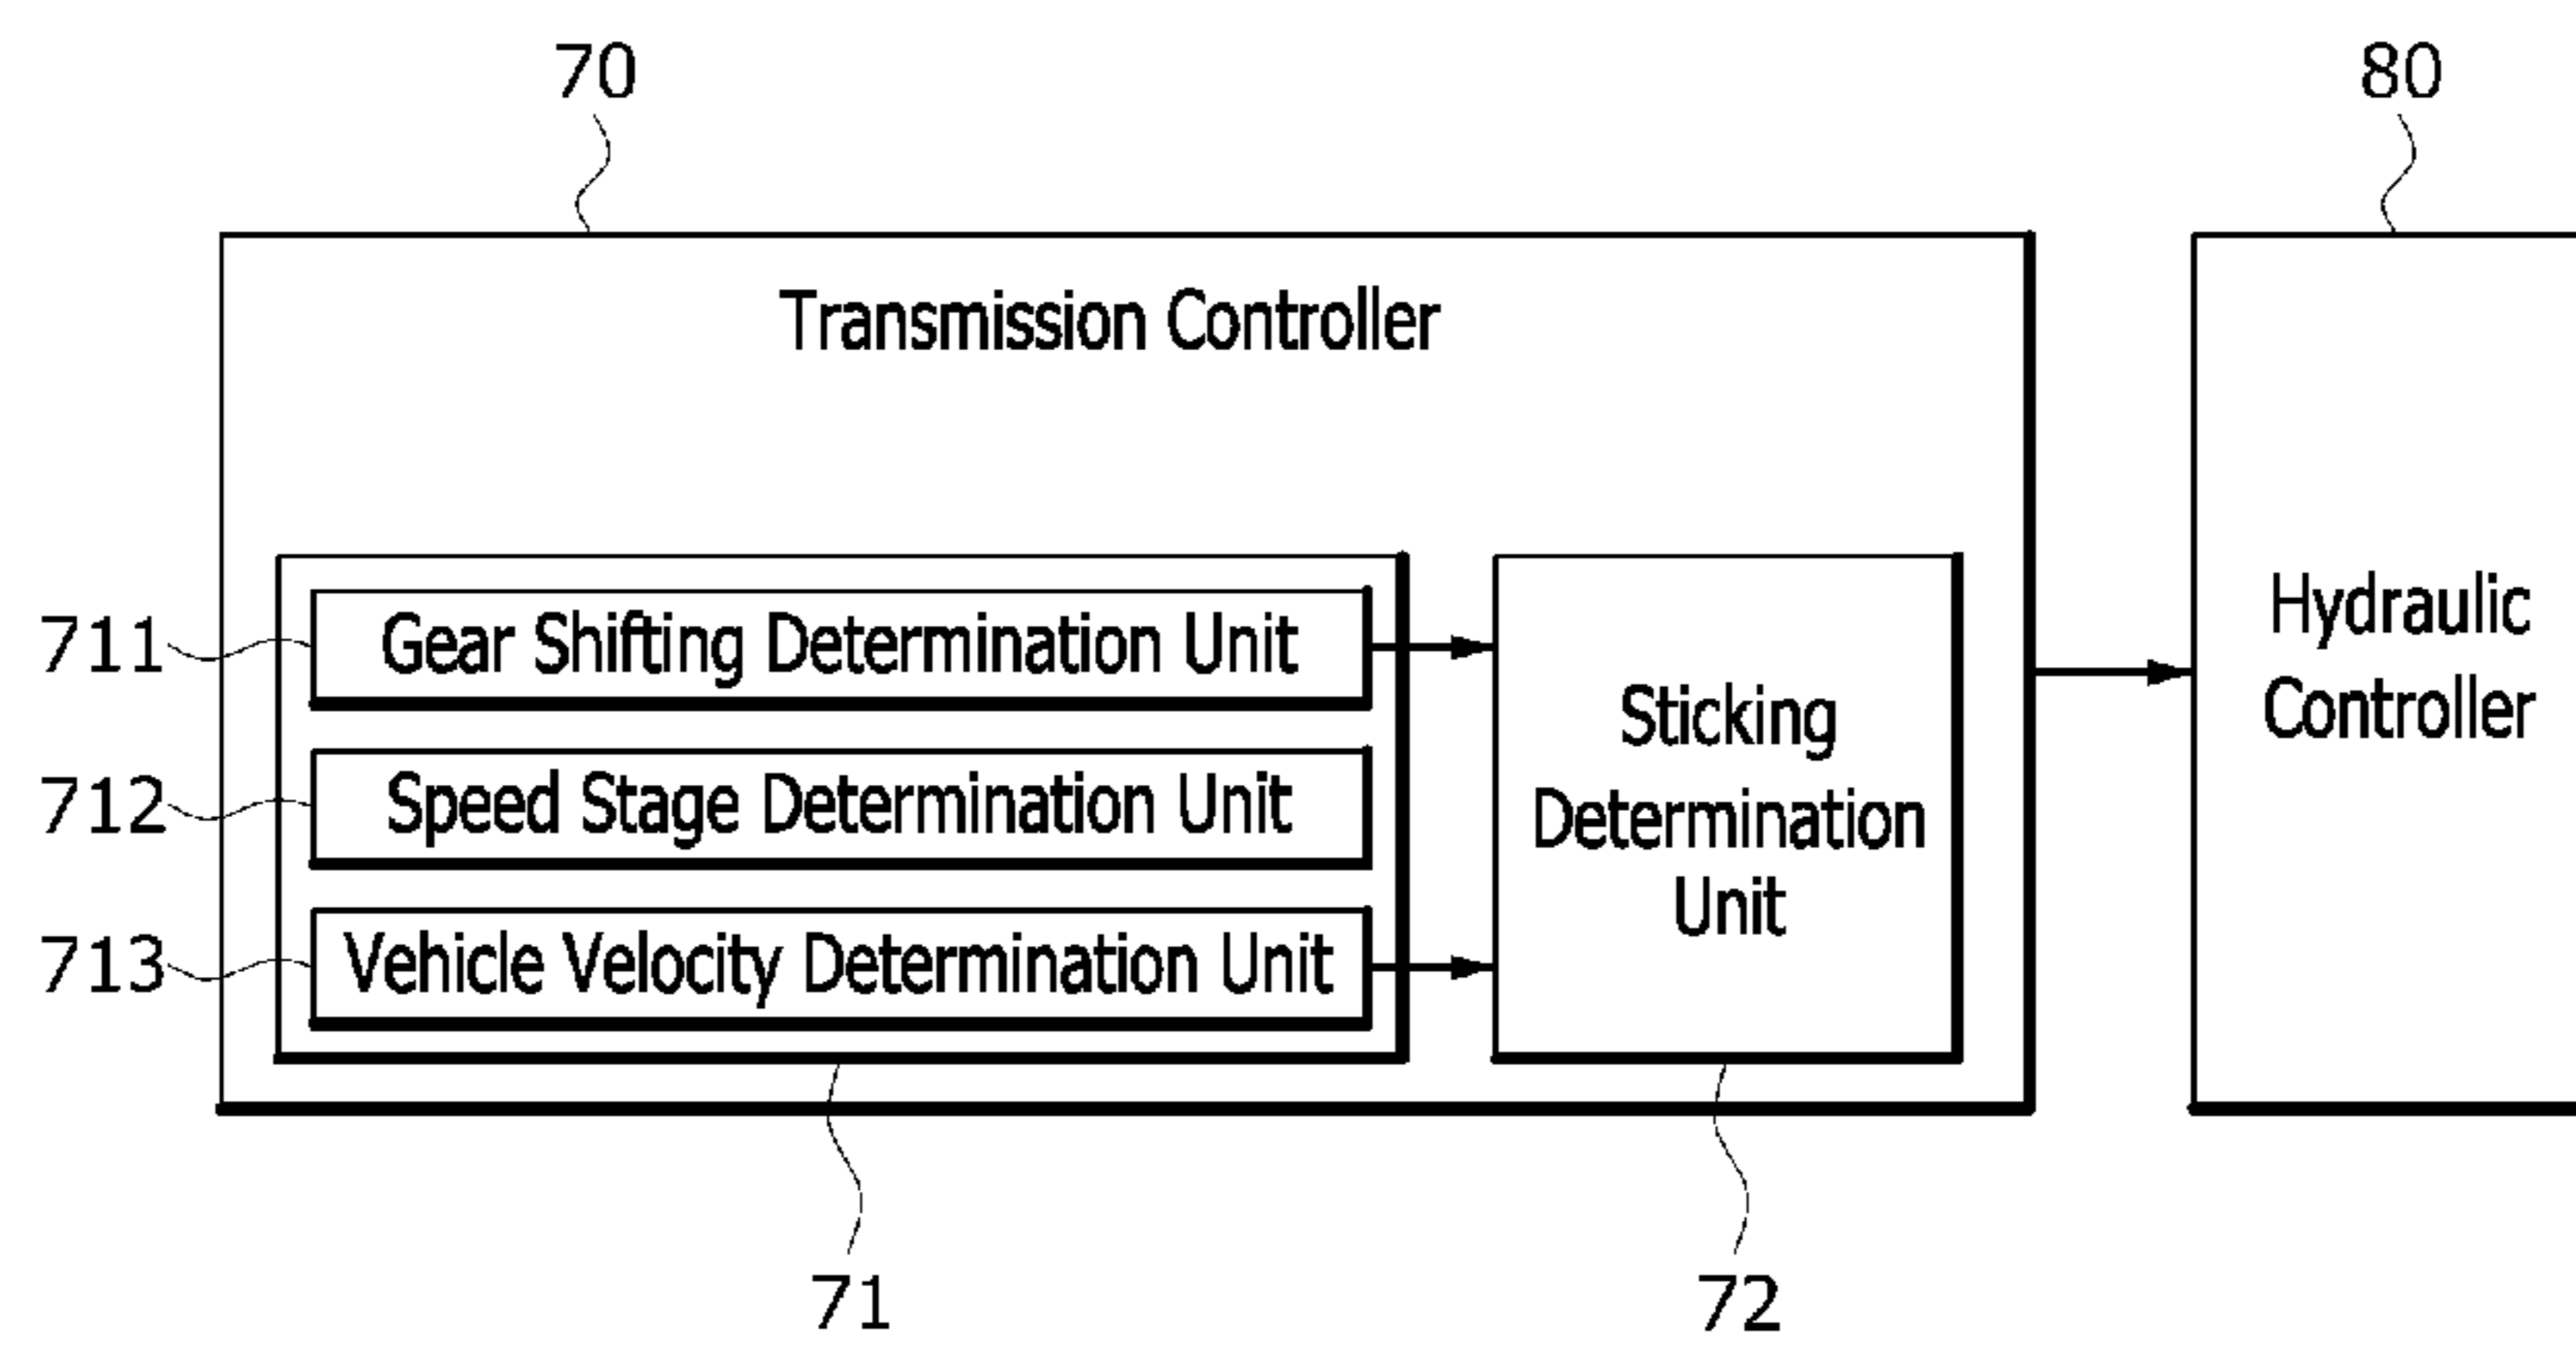 70
80
Transmission Controller
711
Gear Shifting Determination Unit
712
Speed Stage Determination Unit
713
Vehicle Velocity Determination Unit
Sticking
Determination
Unit
Hydraulic
Controller
71
72